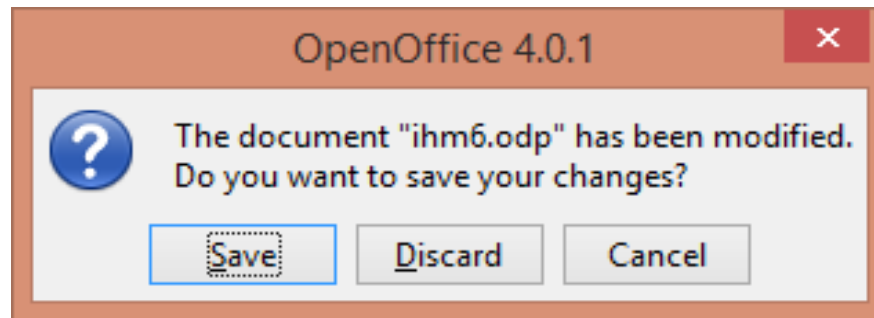 OpenOffice 4.0.1
The document "ihm6.odp" has been modified.
Do you want to save your changes?
Save
Discard
Cancel